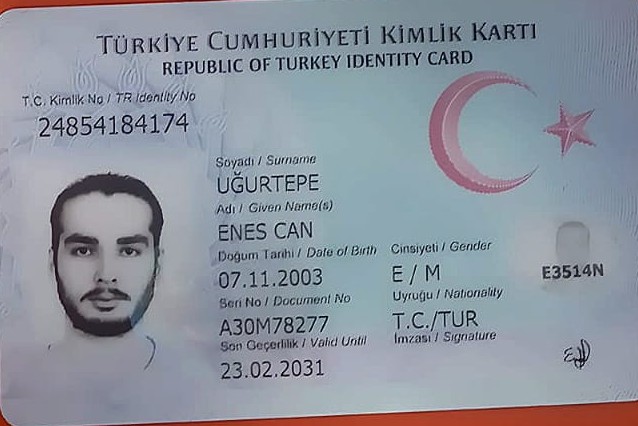 TÜRKİYE CUMHURİYETİ KİMLİK KARTI
REPUBLIC OF TURKEY IDENTITY CARD
T.C. Kimlik No / TR Identity No
24854184174
Soyadı / Surname
UĞURTEPE
Adı / Given Name(s)
ENES CAN
Doğum Tarihi / Date of Birth
07.11.2003
Cinsiyeti / Gender
E / M
Seri No / Document No
A30M78277
Uyruğu / Nationality
T.C./TUR
Son Geçerlilik / Valid Until
23.02.2031
İmzası / Signature
E3514N